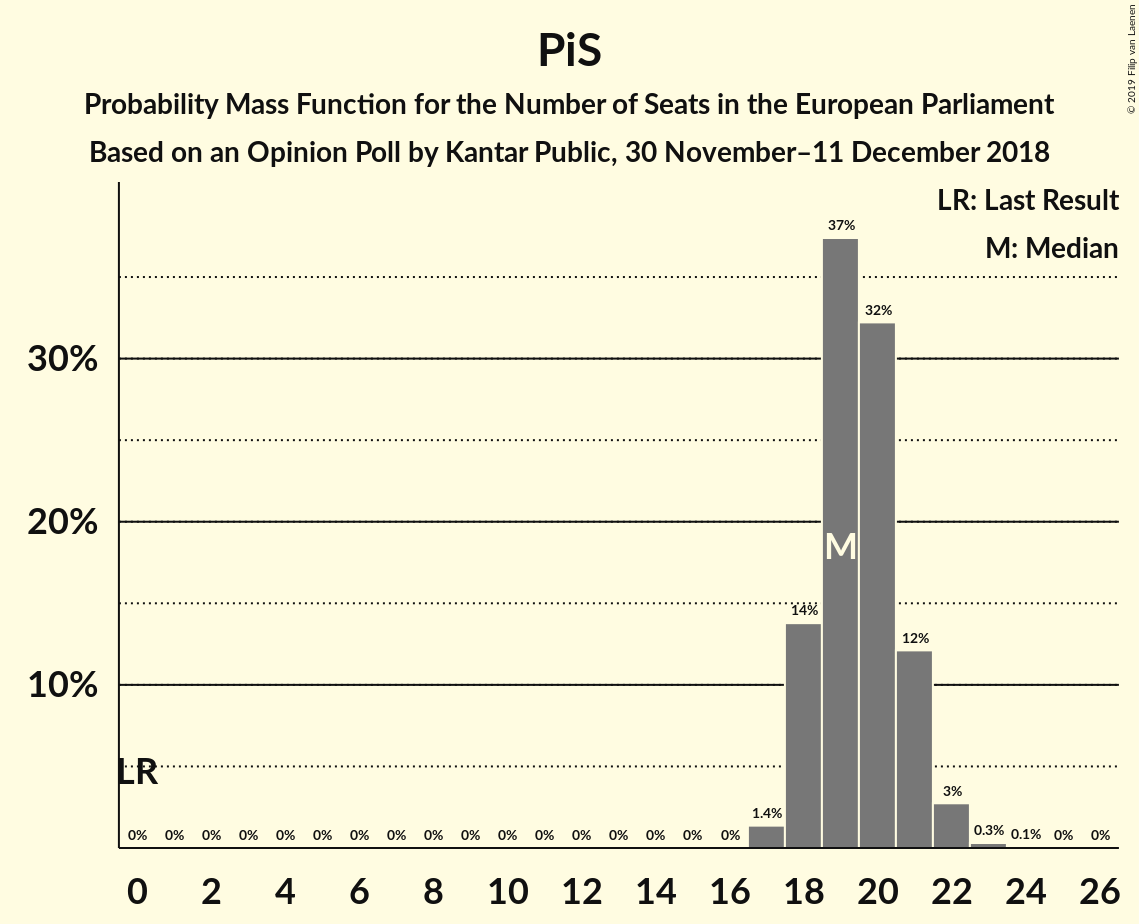 PiS
Probability Mass Function for the Number of Seats in the European Parliament
Based on an Opinion Poll by Kantar Public, 30 November–11 December 2018
© 2019 Filip van Laenen
LR: Last Result
M: Median
37%
32%
30%
20%
M
14%
12%
10%
LR
3%
1.4%
0% 0% 0% 0% 0% 0% 0% 0% 0% 0% 0% 0% 0% 0% 0% 0% 0% 0.3% 0.1% 0% 0%
0 2 4 6 8 10 12 14 16 18 20 22 24 26